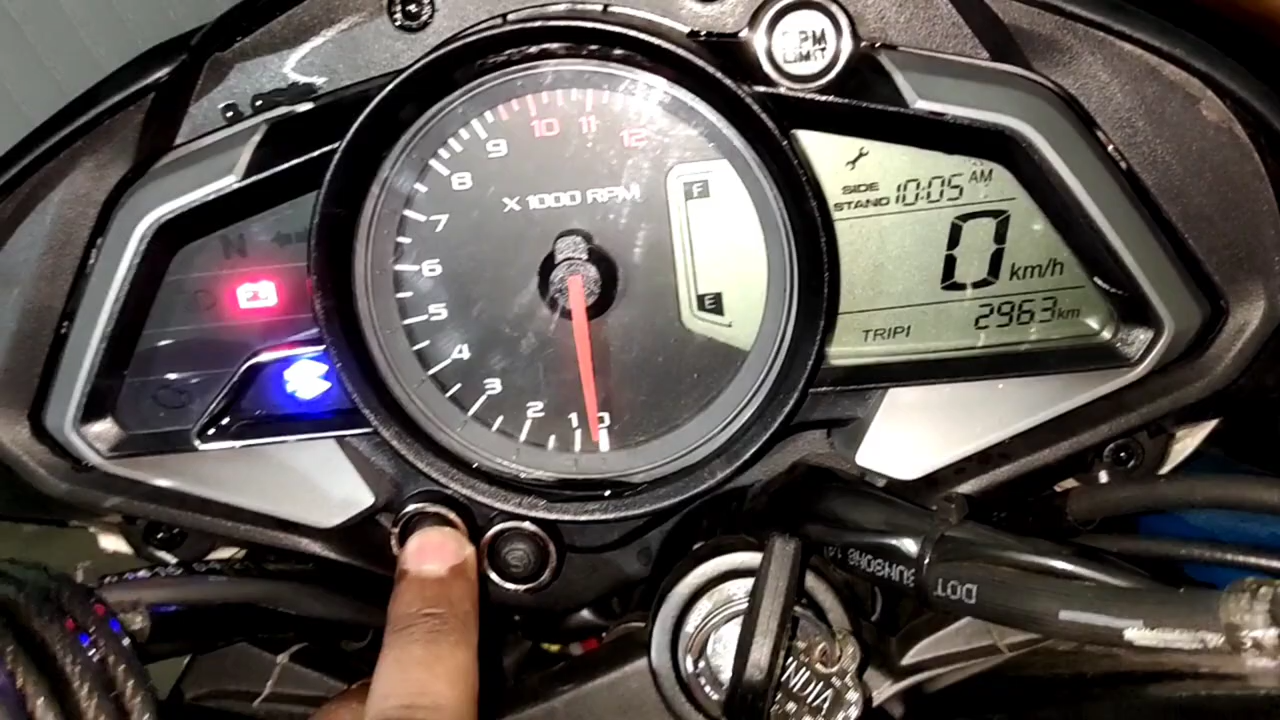 RPM
LIMIT
10 11 12
9
8
7
6
5
4
3
2
1
0
X 1000 RPM
F
E
N
SIDE
STAND
10:05 AM
0 km/h
2963 km
TRIP1
DOT
INDIA